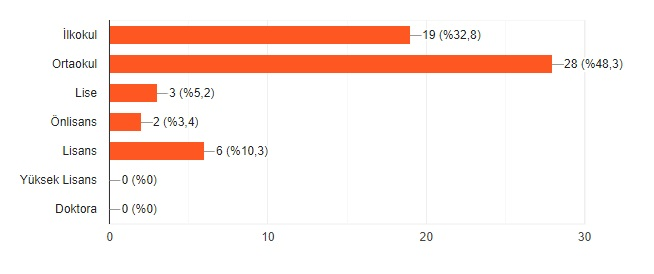 İlkokul 19 (%32,8)
Ortaokul 28 (%48,3)
Lise 3 (%5,2)
Önlisans 2 (%3,4)
Lisans 6 (%10,3)
Yüksek Lisans 0 (%0)
Doktora 0 (%0)
0 10 20 30